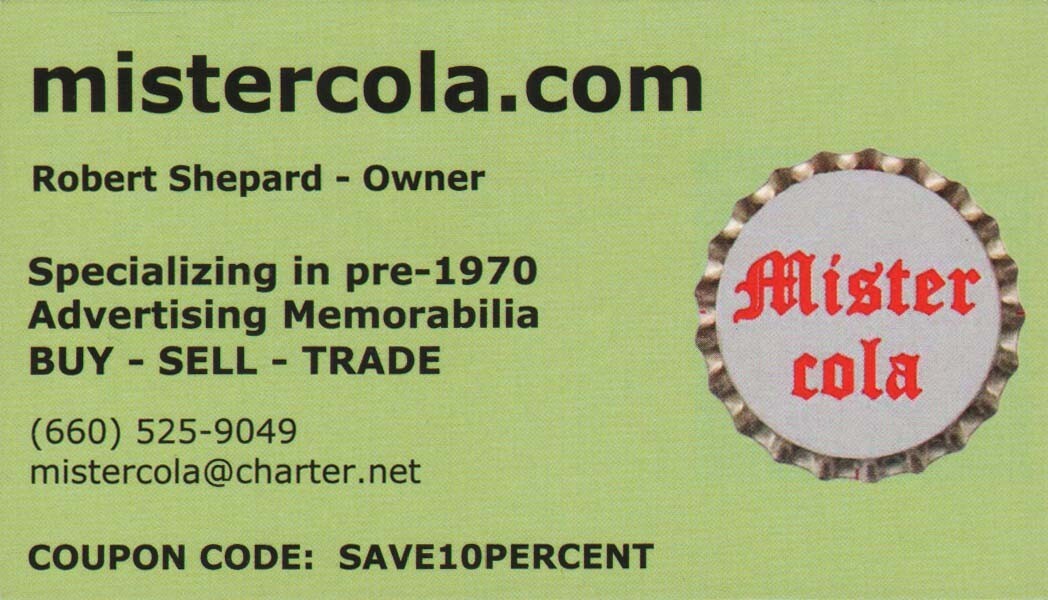 mistercola.com
Robert Shepard - Owner
Specializing in pre-1970
Advertising Memorabilia
BUY - SELL - TRADE
(660) 525-9049
mistercola@charter.net
COUPON CODE: SAVE10PERCENT
Mister
cola